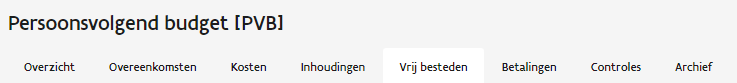 Persoonsvolgend budget [PVB]
Overzicht Overeenkomsten Kosten Inhoudingen Vrij besteden Betalingen Controles Archief